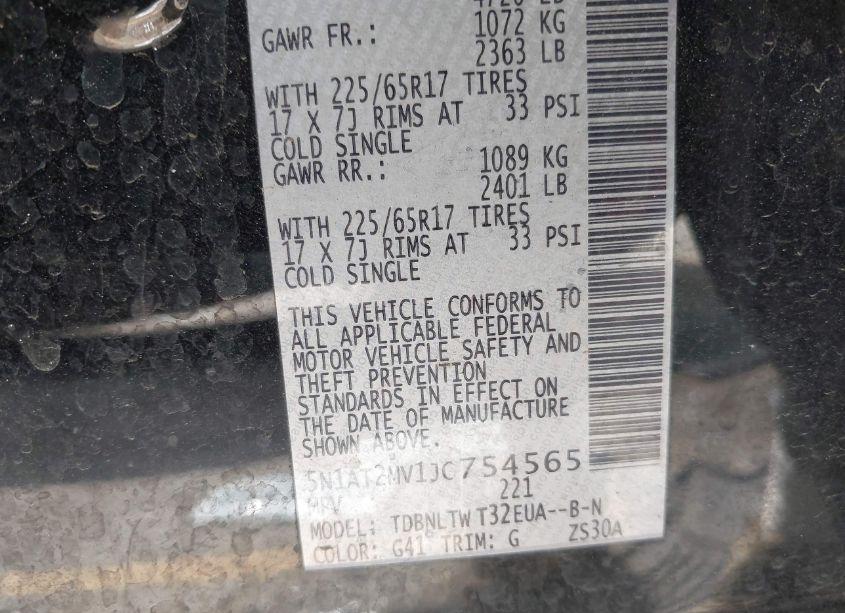 GAWR FR.: 1072 KG
2363 LB
WITH 225/65R17 TIRES
17 X 7J RIMS AT 33 PSI
COLD SINGLE
GAWR RR.: 1089 KG
2401 LB
WITH 225/65R17 TIRES
17 X 7J RIMS AT 33 PSI
COLD SINGLE
THIS VEHICLE CONFORMS TO
ALL APPLICABLE FEDERAL
MOTOR VEHICLE SAFETY AND
THEFT PREVENTION
STANDARDS IN EFFECT ON
THE DATE OF MANUFACTURE
SHOWN ABOVE.
5N1AT2MV1JC754565
MPV 221
MODEL: TDBNLTW T32EUA--B-N
COLOR: G41 TRIM: G ZS30A